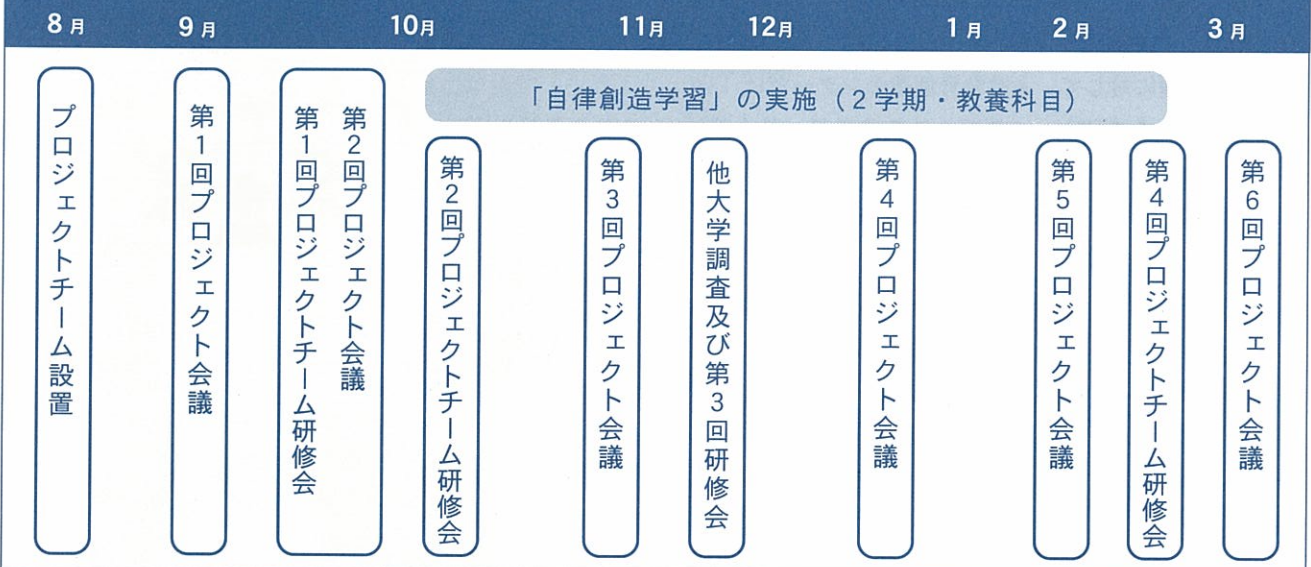 8月 9月 10月 11月 12月 1月 2月 3月
「自律創造学習」の実施（2学期・教養科目）
プロジェクトチーム設置
第1回プロジェクト会議
第2回プロジェクト会議
第1回プロジェクトチーム研修会
第2回プロジェクトチーム研修会
第3回プロジェクト会議
他大学調査及び第3回研修会
第4回プロジェクト会議
第5回プロジェクト会議
第4回プロジェクトチーム研修会
第6回プロジェクト会議